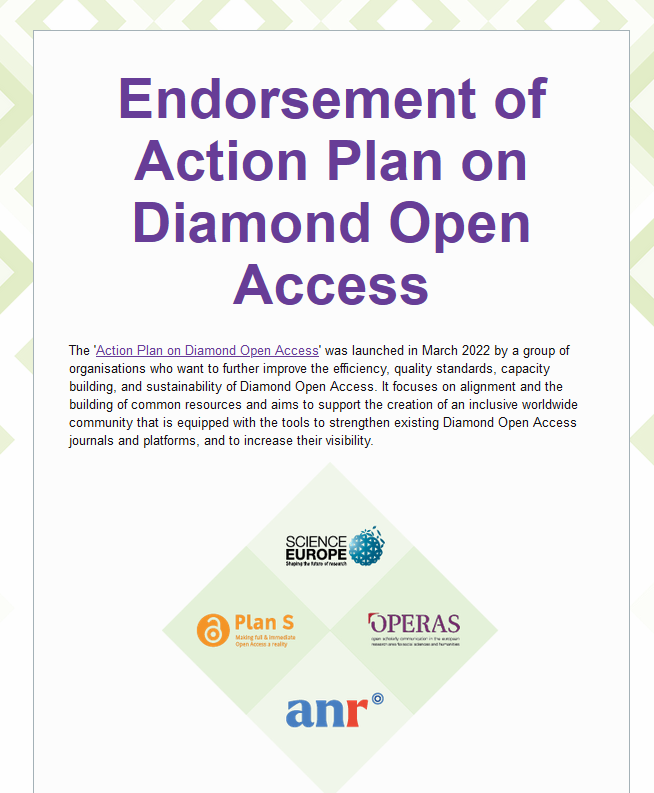 Endorsement of
Action Plan on
Diamond Open
Access
The 'Action Plan on Diamond Open Access' was launched in March 2022 by a group of
organisations who want to further improve the efficiency, quality standards, capacity
building, and sustainability of Diamond Open Access. It focuses on alignment and the
building of common resources and aims to support the creation of an inclusive worldwide
community that is equipped with the tools to strengthen existing Diamond Open Access
journals and platforms, and to increase their visibility.
SCIENCE
EUROPE
Shaping the future of research
Plan S
Making full & immediate
Open Access a reality
OPERAS
open scholarly communication in the european
research area for social sciences and humanities
anr